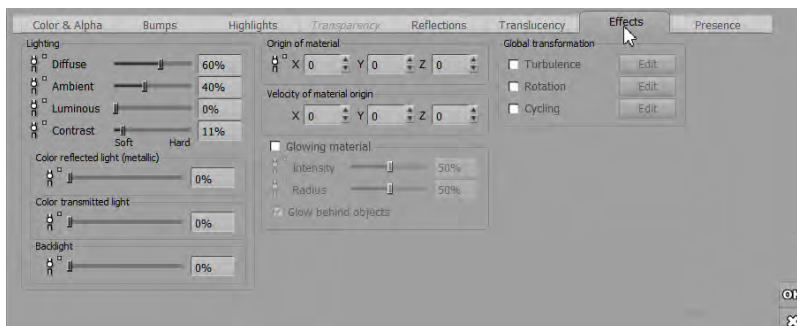 Color & Alpha Bumps Highlights Transparency Reflections Translucency Effects Presence
Lighting
Diffuse 60%
Ambient 40%
Luminous 0%
Contrast 11%
Soft Hard
Color reflected light (metallic)
0%
Color transmitted light
0%
Backlight
0%
Origin of material
X 0 Y 0 Z 0
Velocity of material origin
X 0 Y 0 Z 0
Glowing material
Intensity 50%
Radius 50%
Glow behind objects
Global transformation
Turbulence Edit
Rotation Edit
Cycling Edit